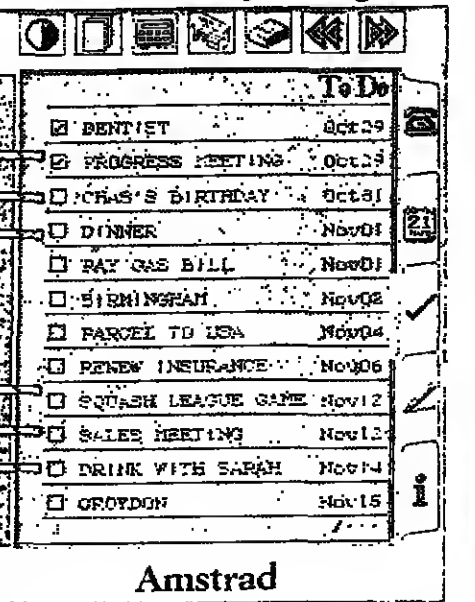 To Do
DENTIST Oct29
PROGRESS MEETING Oct29
CHAS'S BIRTHDAY Oct31
DINNER Nov01
PAY GAS BILL Nov01
BIRMINGHAM Nov02
PARCEL TO USA Nov04
RENEW INSURANCE Nov06
SQUASH LEAGUE GAME Nov12
SALES MEETING Nov13
DRINK WITH SARAH Nov14
CROYDON Nov15
21
Amstrad